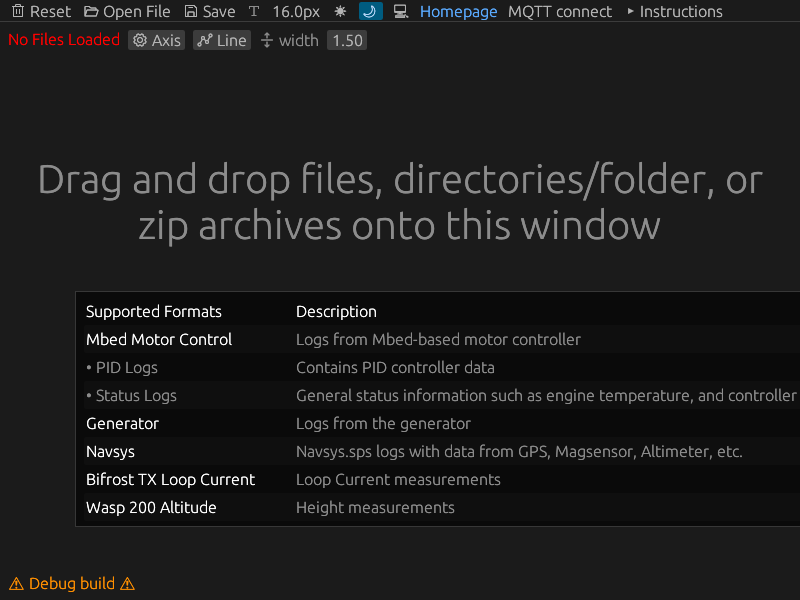 Reset Open File Save T 16.0px Homepage MQTT connect ‣ Instructions
No Files Loaded Axis Line width 1.50
Drag and drop files, directories/folder, or
zip archives onto this window
Supported Formats Description
Mbed Motor Control Logs from Mbed-based motor controller
• PID Logs Contains PID controller data
• Status Logs General status information such as engine temperature, and controller
Generator Logs from the generator
Navsys Navsys.sps logs with data from GPS, Magsensor, Altimeter, etc.
Bifrost TX Loop Current Loop Current measurements
Wasp 200 Altitude Height measurements
⚠ Debug build ⚠